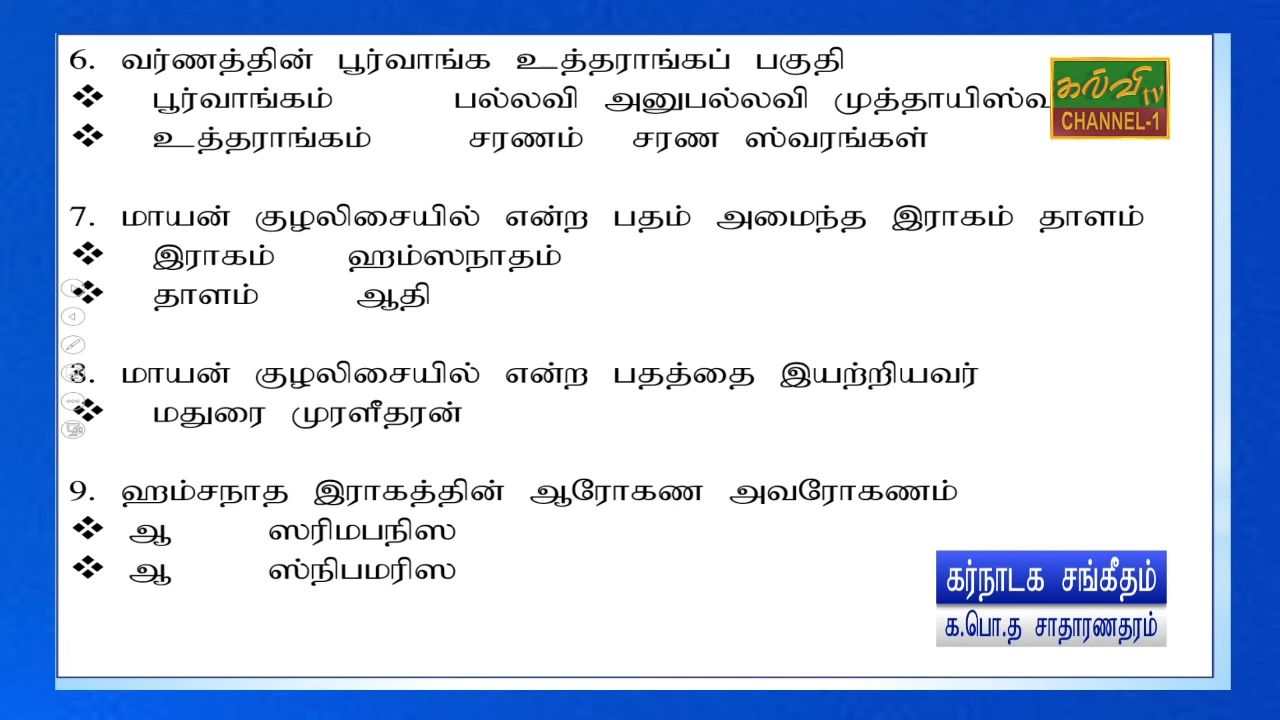 6. வர்ணத்தின் பூர்வாங்க உத்தராங்கப் பகுதி
❖ பூர்வாங்கம் பல்லவி அனுபல்லவி
❖ உத்தராங்கம் சரணம் சரண ஸ்வரங்கள்
கல்வி tv
CHANNEL-1
7. மாயன் குழலிசையில் என்ற பதம் அமைந்த இராகம் தாளம்
❖ இராகம் ஹம்ஸநாதம்
❖ தாளம் ஆதி
மாயன் குழலிசையில் என்ற பதத்தை இயற்றியவர்
❖ மதுரை முரளீதரன்
9. ஹம்சநாத இராகத்தின் ஆரோகண அவரோகணம்
❖ ஆ ஸரிமபநிஸ
❖ ஆ ஸ்நிபமரிஸ
கர்நாடக சங்கீதம்
க.பொ.த சாதாரணதரம்